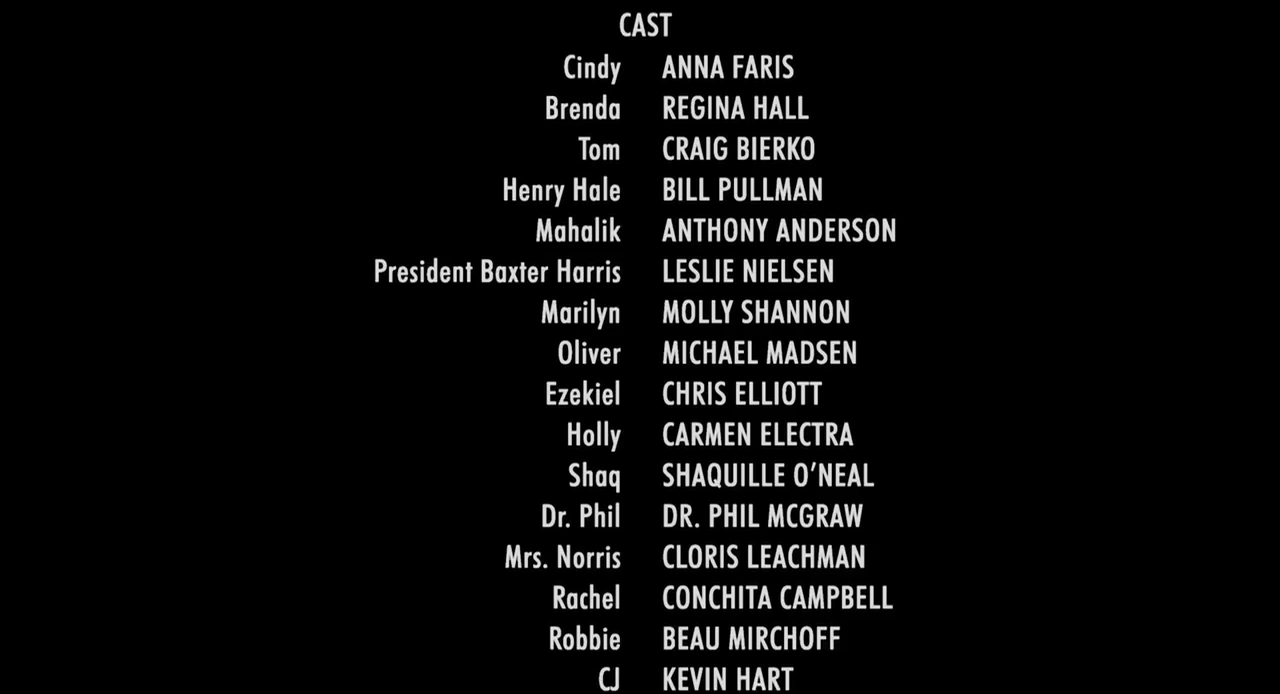 CAST
Cindy ANNA FARIS
Brenda REGINA HALL
Tom CRAIG BIERKO
Henry Hale BILL PULLMAN
Mahalik ANTHONY ANDERSON
President Baxter Harris LESLIE NIELSEN
Marilyn MOLLY SHANNON
Oliver MICHAEL MADSEN
Ezekiel CHRIS ELLIOTT
Holly CARMEN ELECTRA
Shaq SHAQUILLE O’NEAL
Dr. Phil DR. PHIL MCGRAW
Mrs. Norris CLORIS LEACHMAN
Rachel CONCHITA CAMPBELL
Robbie BEAU MIRCHOFF
CJ KEVIN HART